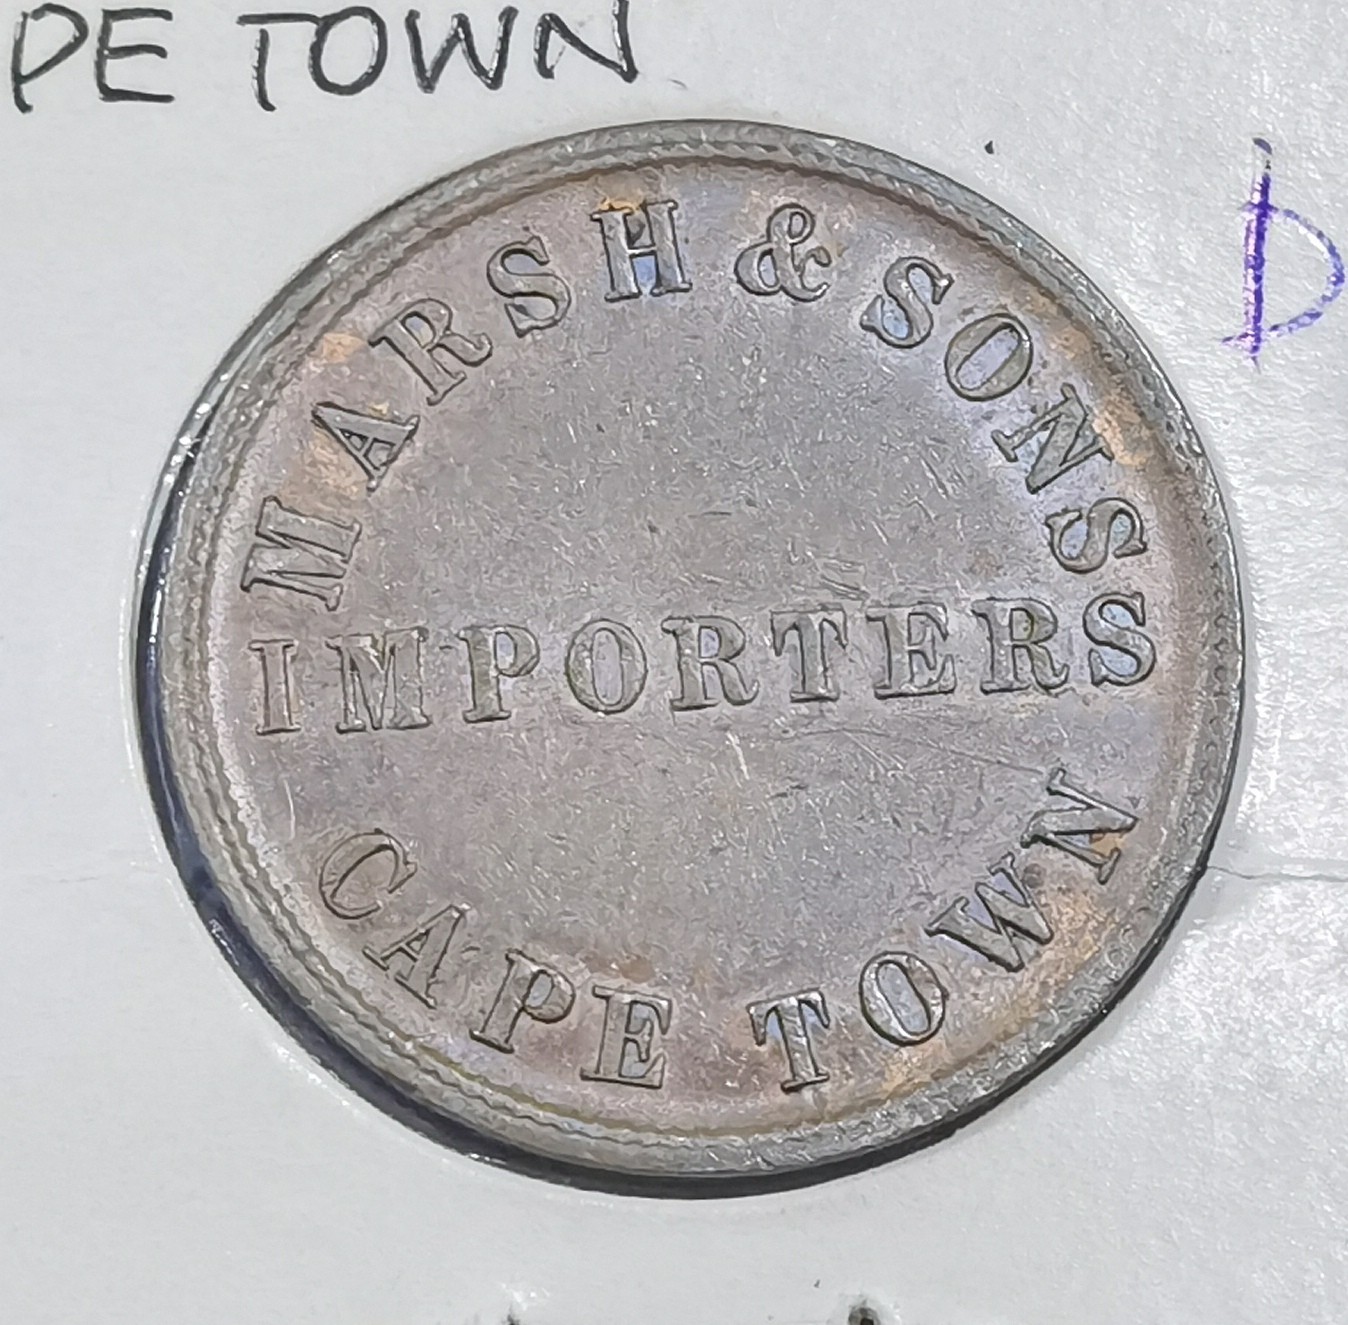 PE TOWN
D
MARSH & SONS
IMPORTERS
CAPE TOWN